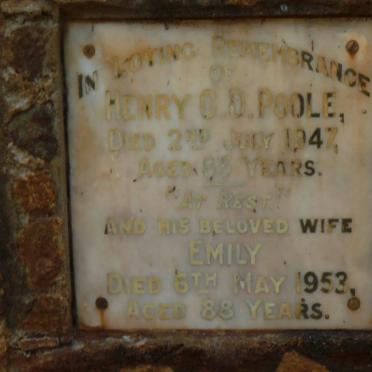 IN LOVING REMEMBRANCE
OF
HENRY O. D. POOLE,
DIED 2ND JULY 1947,
AGED YEARS.
"AT REST."
AND HIS BELOVED WIFE
EMILY
DIED 6TH MAY 1953,
AGED 88 YEARS.